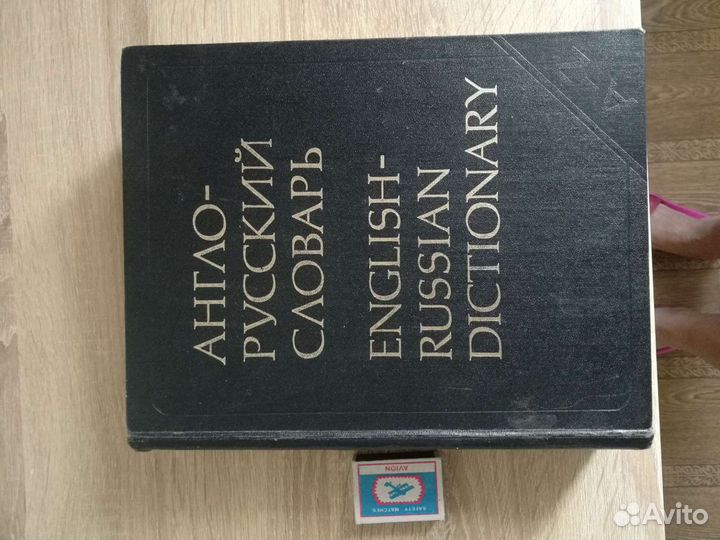 АНГЛО-
РУССКИЙ
СЛОВАРЬ
ENGLISH-
RUSSIAN
DICTIONARY
AVION
SAFETY MATCHES
Avito